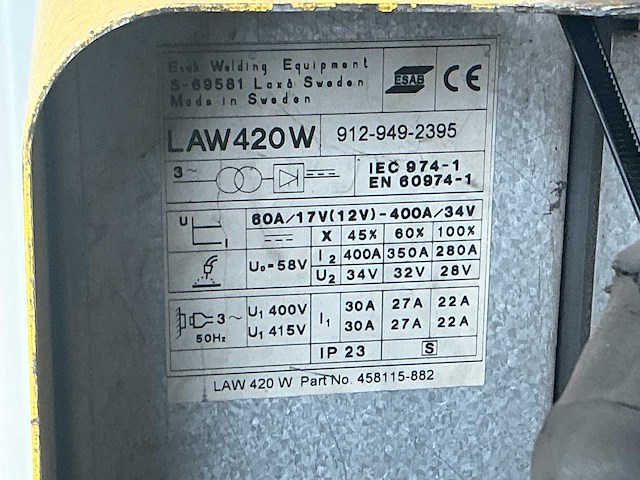 Esab Welding Equipment
S-69581 Laxå Sweden
Made in Sweden
ESAB
CE
LAW 420 W
912-949-2395
3~
IEC 974-1
EN 60974-1
U
I
60A/17V(12V)-400A/34V
X 45% 60% 100%
U₀=58V
I₂ 400A 350A 280A
U₂ 34V 32V 28V
3~
50Hz
U₁ 400V
U₁ 415V
I₁
30A 27A 22A
30A 27A 22A
IP 23
S
LAW 420 W Part No. 458115-882